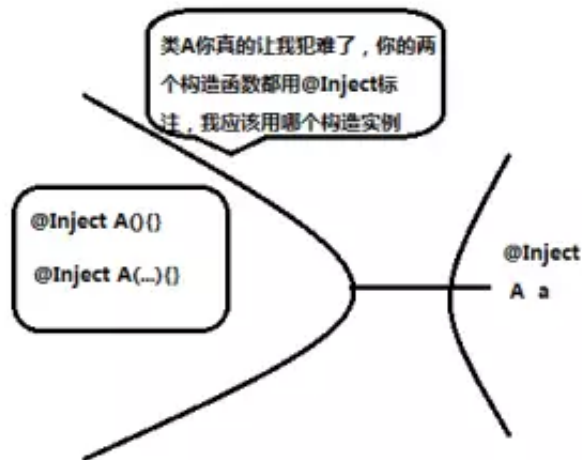 类A你真的让我犯难了，你的两
个构造函数都用@Inject标
注，我应该用哪个构造实例
@Inject A(){}
@Inject A(...){}
@Inject
A a